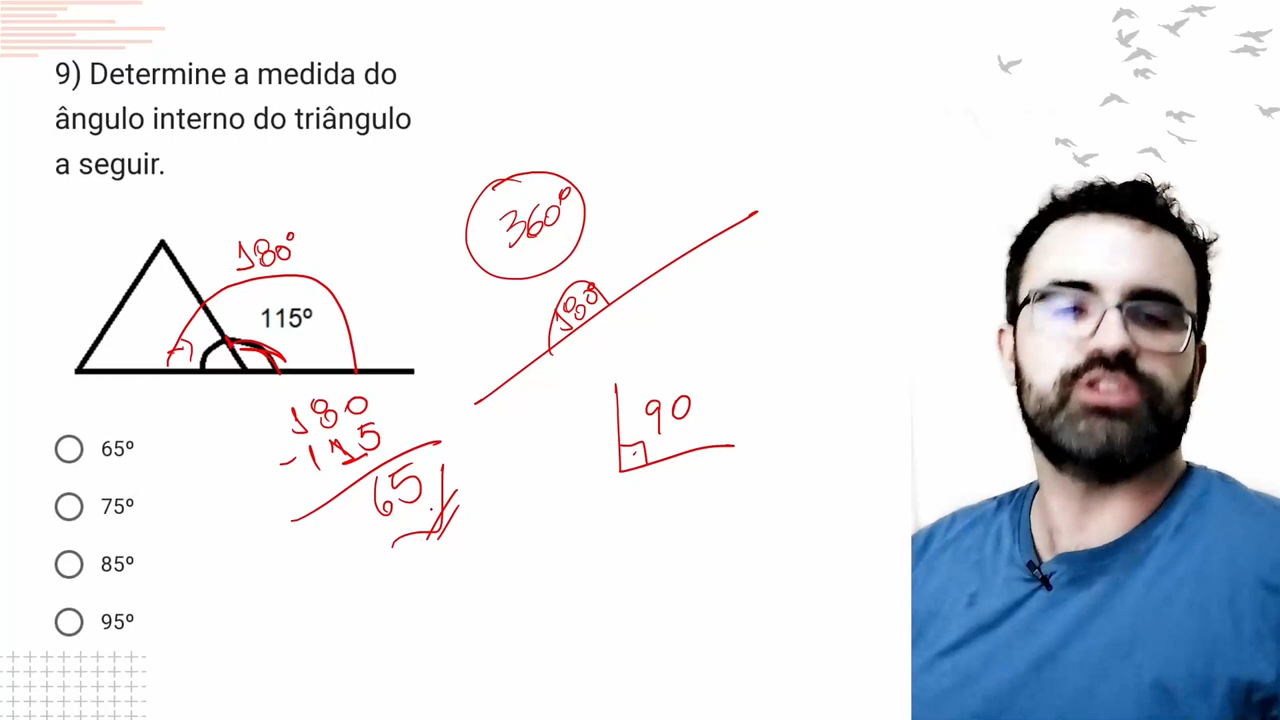 9) Determine a medida do
ângulo interno do triângulo
a seguir.
360°
180°
180°
115º
180
-115
65
90
65º
75º
85º
95º